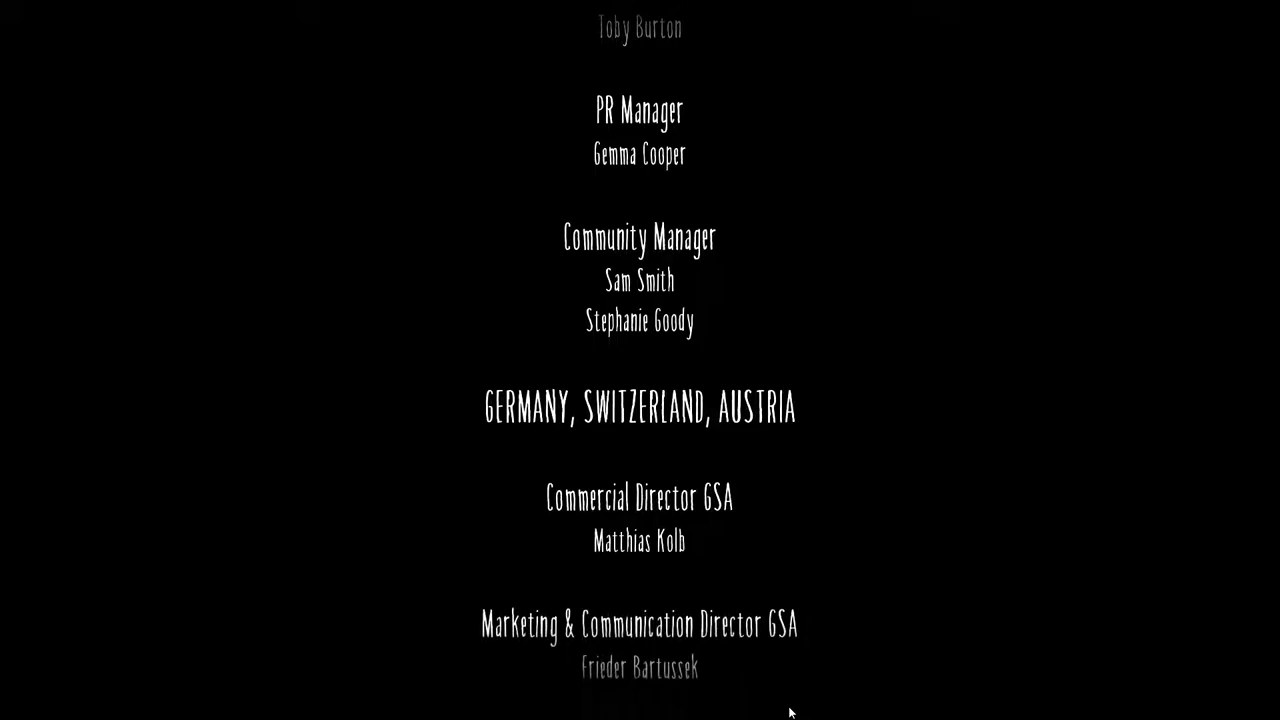 Toby Burton
PR Manager
Gemma Cooper
Community Manager
Sam Smith
Stephanie Goody
GERMANY, SWITZERLAND, AUSTRIA
Commercial Director GSA
Matthias Kolb
Marketing & Communication Director GSA
Frieder Bartussek